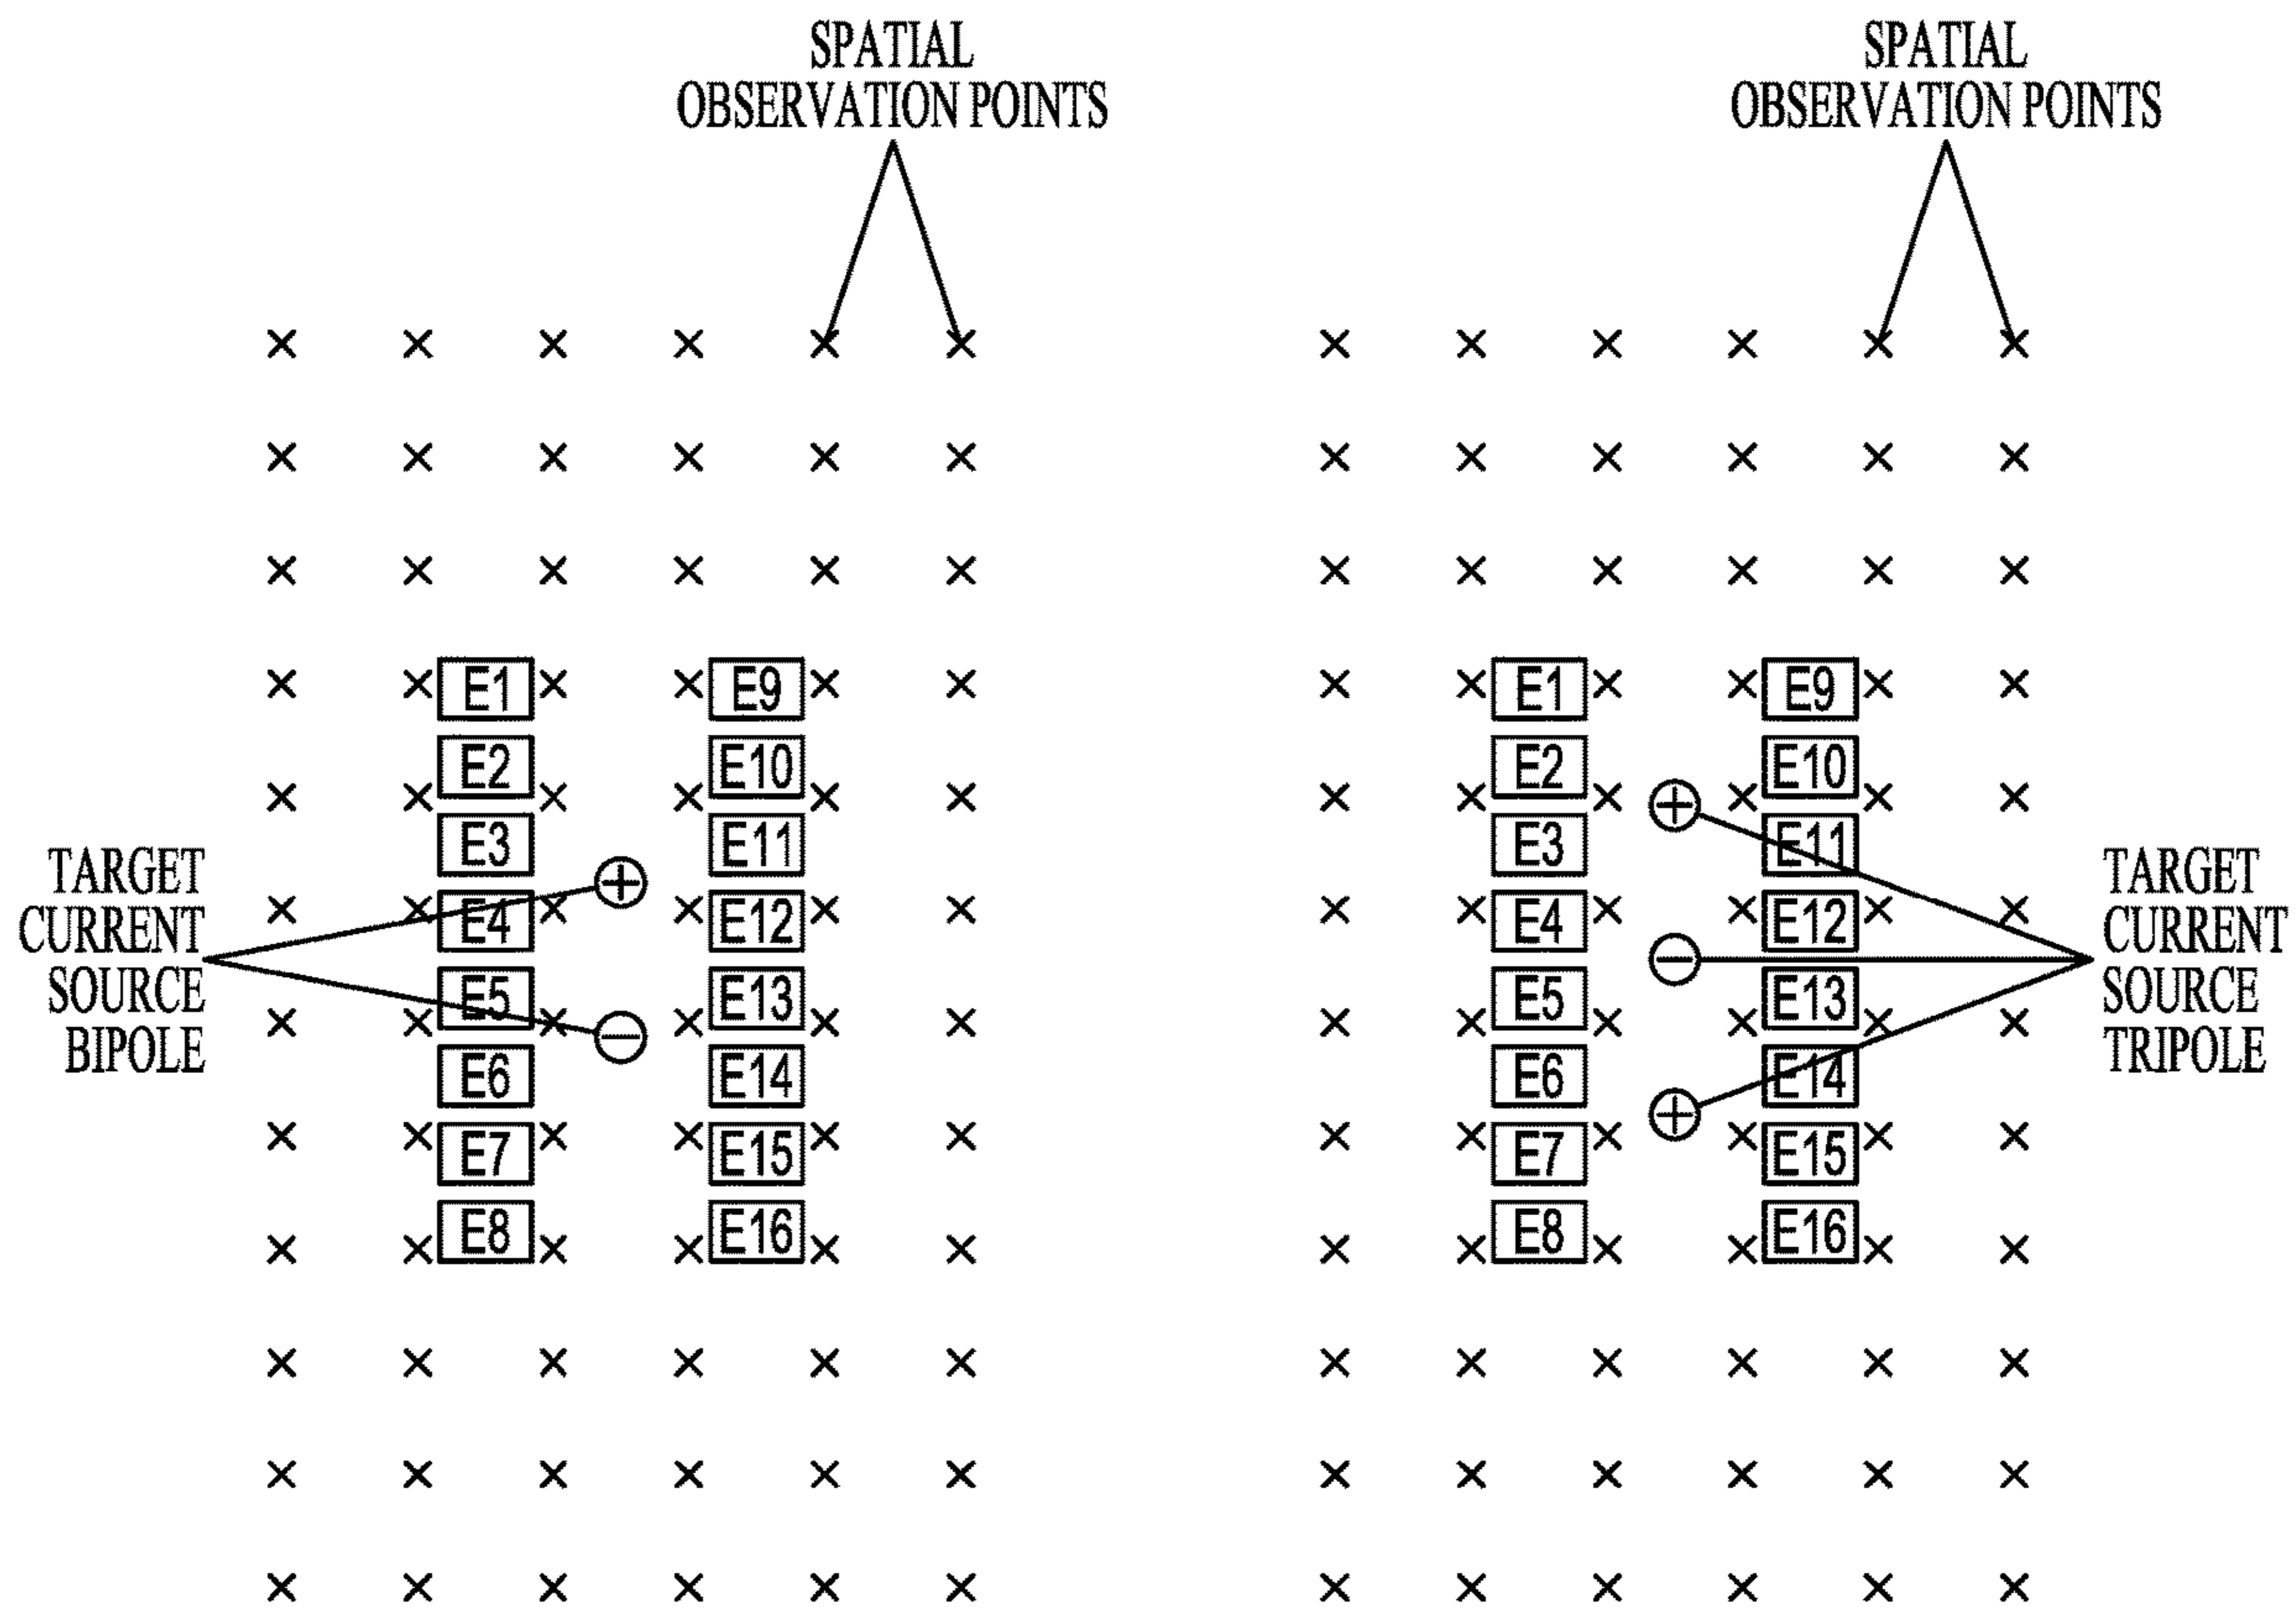 SPATIAL
OBSERVATION POINTS
SPATIAL
OBSERVATION POINTS
E1
E2
E3
E4
E5
E6
E7
E8
E9
E10
E11
E12
E13
E14
E15
E16
TARGET
CURRENT
SOURCE
BIPOLE
E1
E2
E3
E4
E5
E6
E7
E8
E9
E10
E11
E12
E13
E14
E15
E16
TARGET
CURRENT
SOURCE
TRIPOLE